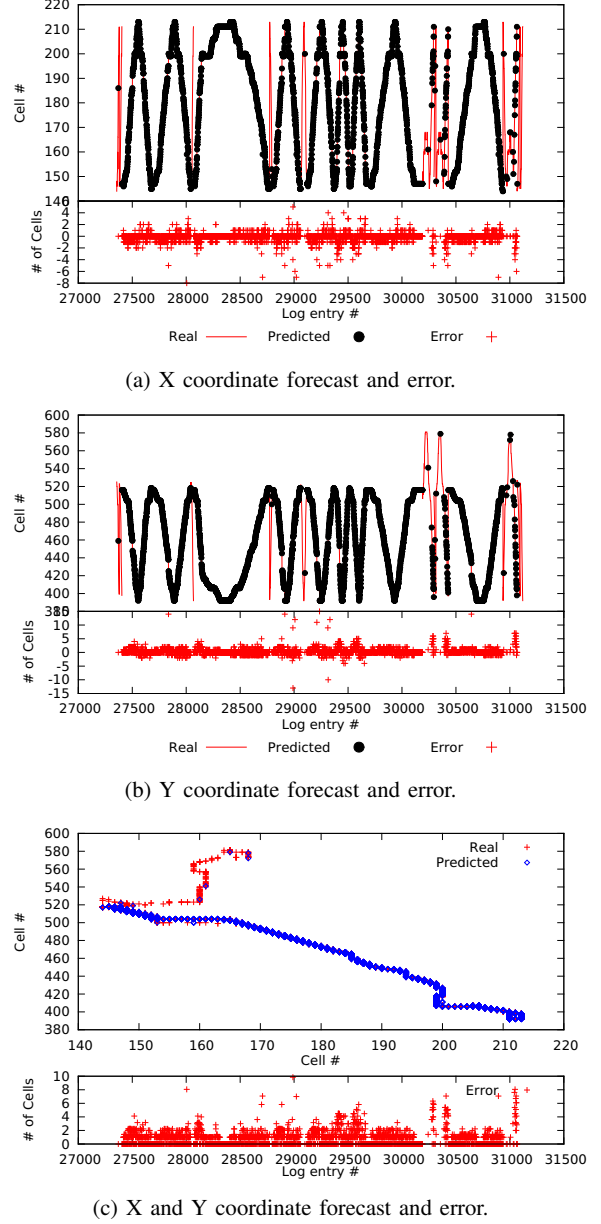 220
210
200
190
180
170
160
150
140
Cell #
4
2
0
-2
-4
-6
-8
# of Cells
27000 27500 28000 28500 29000 29500 30000 30500 31000 31500
Log entry #
Real Predicted Error
(a) X coordinate forecast and error.
600
580
560
540
520
500
480
460
440
420
400
380
Cell #
15
10
5
0
-5
-10
-15
# of Cells
27000 27500 28000 28500 29000 29500 30000 30500 31000 31500
Log entry #
Real Predicted Error
(b) Y coordinate forecast and error.
600
580
560
540
520
500
480
460
440
420
400
380
Cell #
Real
Predicted
140 150 160 170 180 190 200 210 220
Cell #
10
8
6
4
2
0
# of Cells
Error
27000 27500 28000 28500 29000 29500 30000 30500 31000 31500
Log entry #
(c) X and Y coordinate forecast and error.